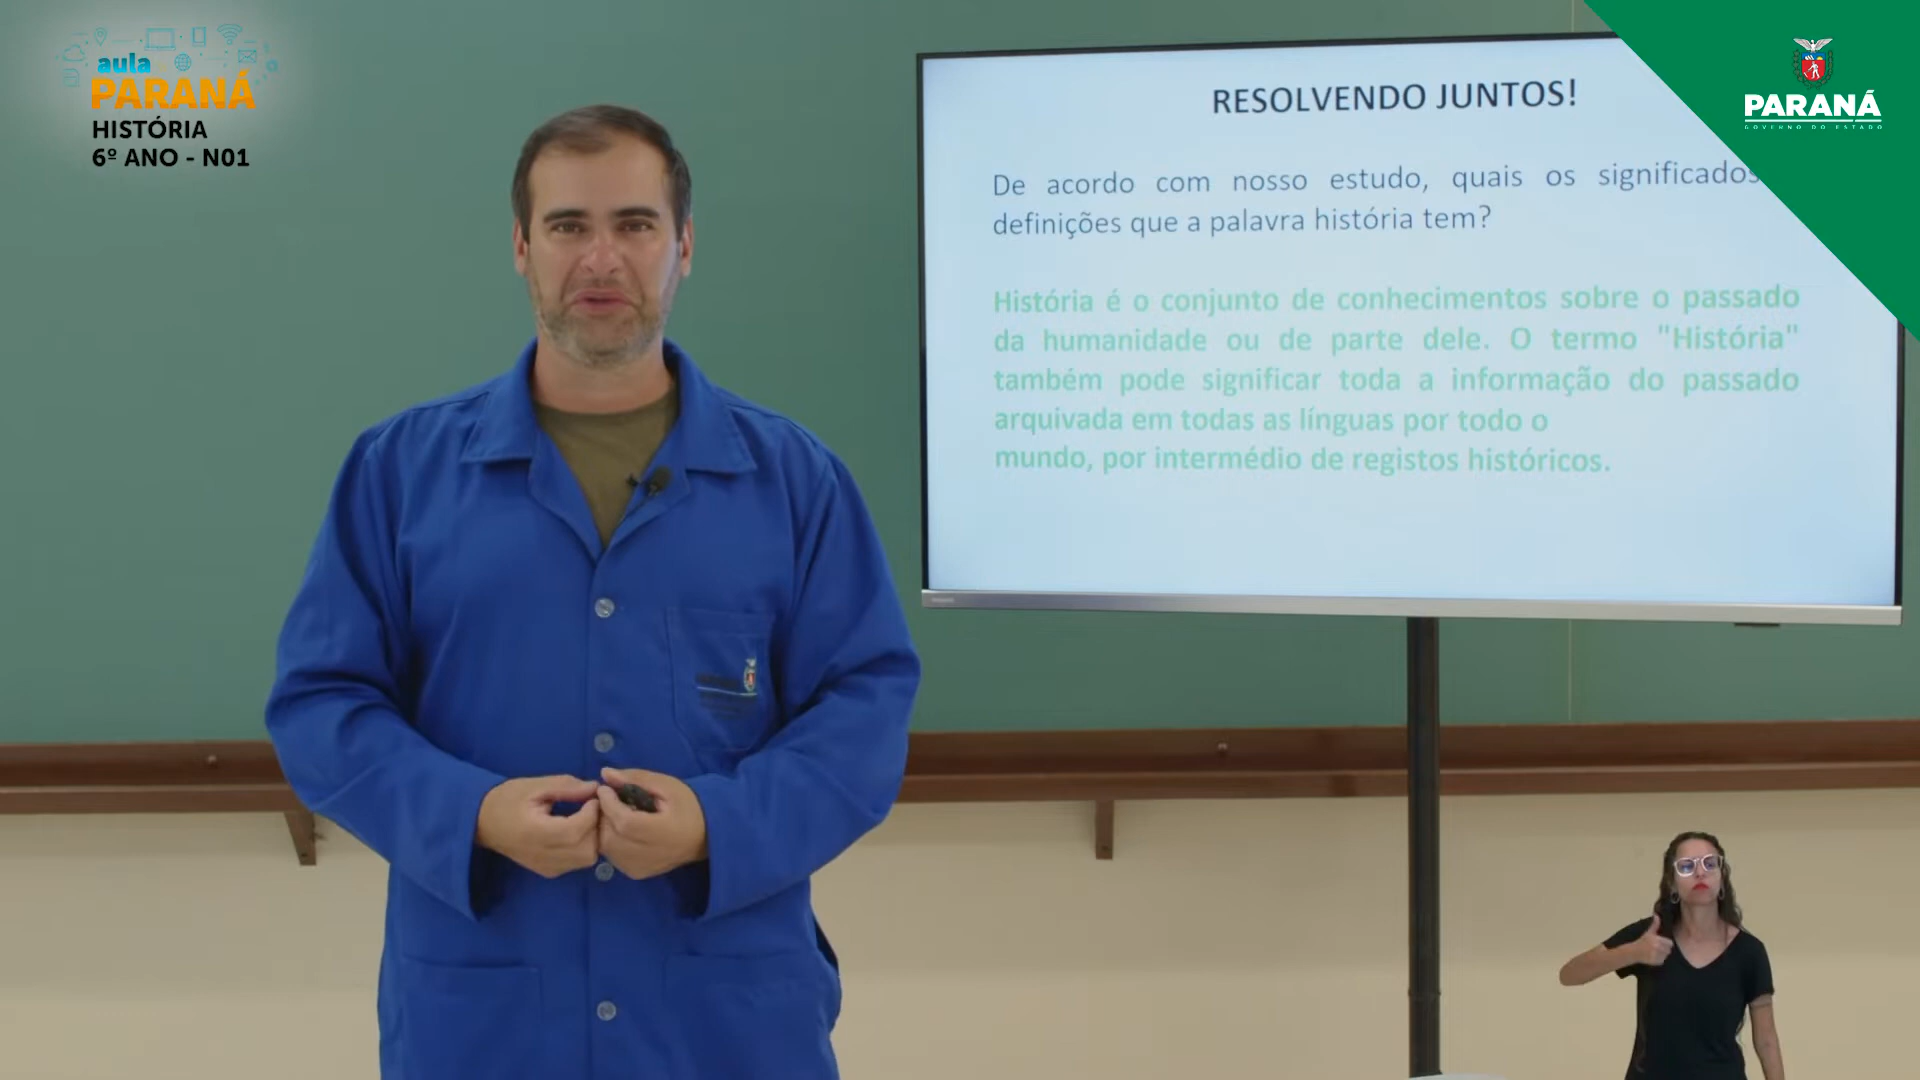 aula
PARANÁ
HISTÓRIA
6º ANO - N01
RESOLVENDO JUNTOS!
De acordo com nosso estudo, quais os significados
definições que a palavra história tem?
História é o conjunto de conhecimentos sobre o passado
da humanidade ou de parte dele. O termo "História"
também pode significar toda a informação do passado
arquivada em todas as línguas por todo o
mundo, por intermédio de registos históricos.
PARANÁ
GOVERNO DO ESTADO